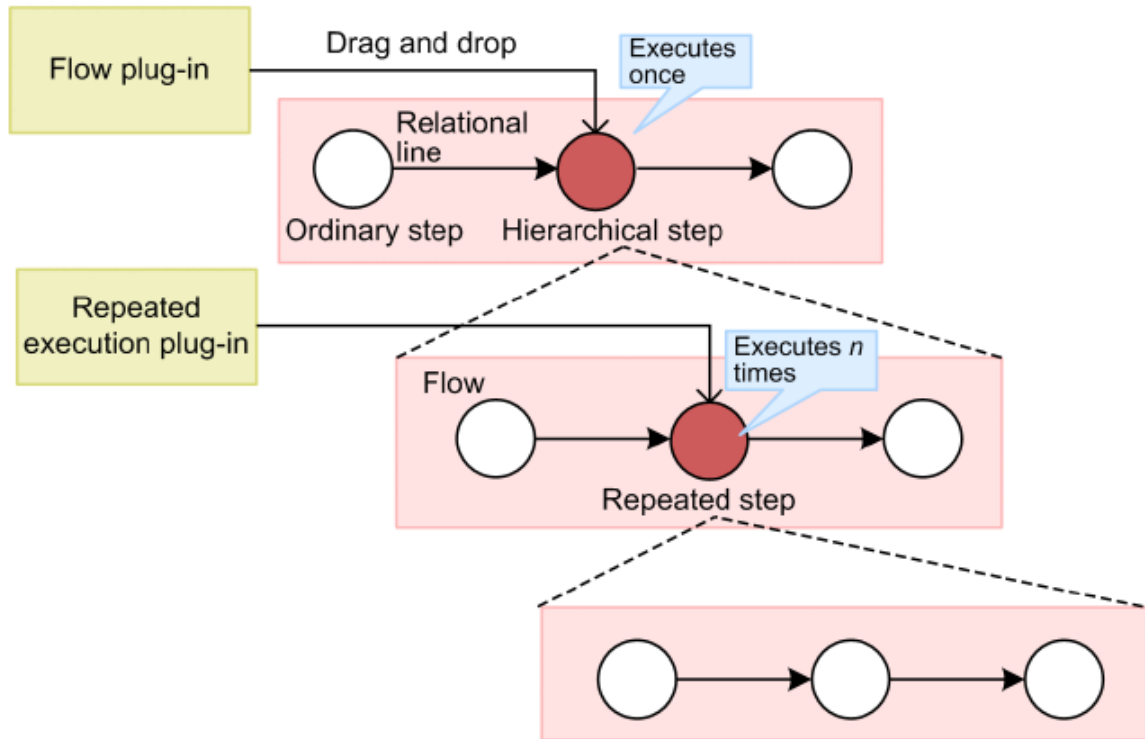 Drag and drop
Flow plug-in
Executes
once
Relational
line
Ordinary step
Hierarchical step
Repeated
execution plug-in
Executes n
times
Flow
Repeated step